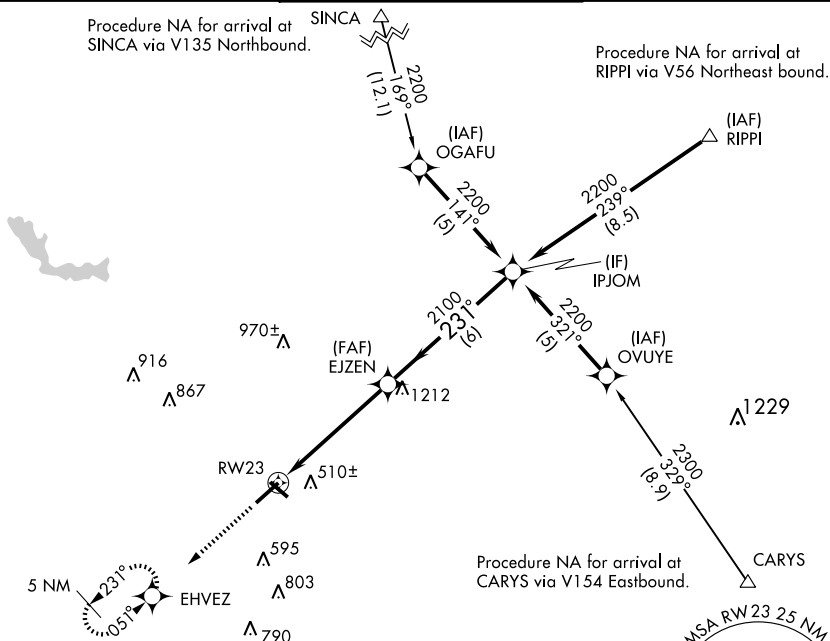 Procedure NA for arrival at
SINCA via V135 Northbound.
SINCA
2200
169°
(12.1)
Procedure NA for arrival at
RIPPI via V56 Northeast bound.
(IAF)
RIPPI
(IAF)
OGAFU
2200
141°
(5)
2200
239°
(8.5)
(IF)
IPJOM
2100
231°
(6)
2200
321°
(5)
(IAF)
OVUYE
970±
(FAF)
EJZEN
916
867
1212
1229
RW23
510±
2300
329°
(8.9)
595
Procedure NA for arrival at
CARYS via V154 Eastbound.
CARYS
5 NM
231°
051°
EHVEZ
803
790
MSA RW23 25 NM